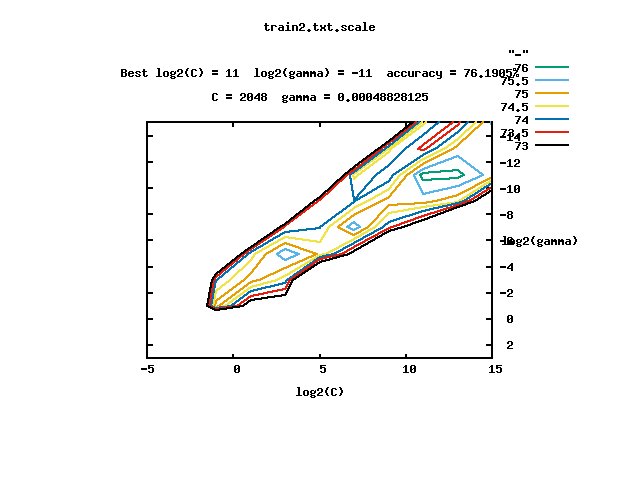 train2.txt.scale
"-"
Best log2(C) = 11 log2(gamma) = -11 accuracy = 76.1905%
C = 2048 gamma = 0.00048828125
76
75.5
75
74.5
74
73.5
73
-14
-12
-10
-8
-6
log2(gamma)
-4
-2
0
2
-5 0 5 10 15
log2(C)